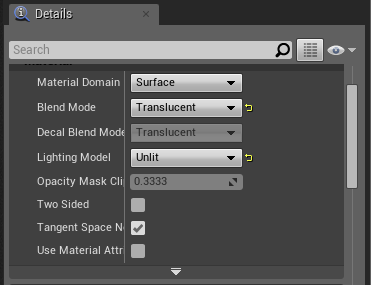 Details
Search
Material
Material Domain Surface
Blend Mode Translucent
Decal Blend Mode Translucent
Lighting Model Unlit
Opacity Mask Cli 0.3333
Two Sided
Tangent Space N
Use Material Attr